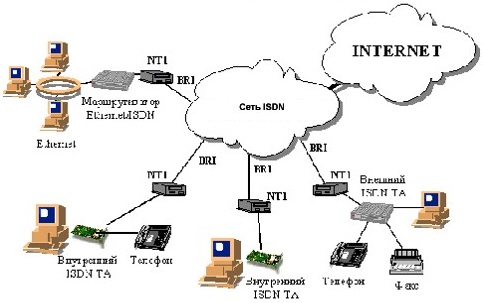 INTERNET
NT1
BRI
Маршрутизатор
Ethernet/ISDN
Сеть ISDN
Ethernet
BRI
BRI
BRI
NT1
NT1
NT1
Внешний
ISDN TA
Внутренний
ISDN TA
Телефон
Внутренний
ISDN TA
Телефон
Факс